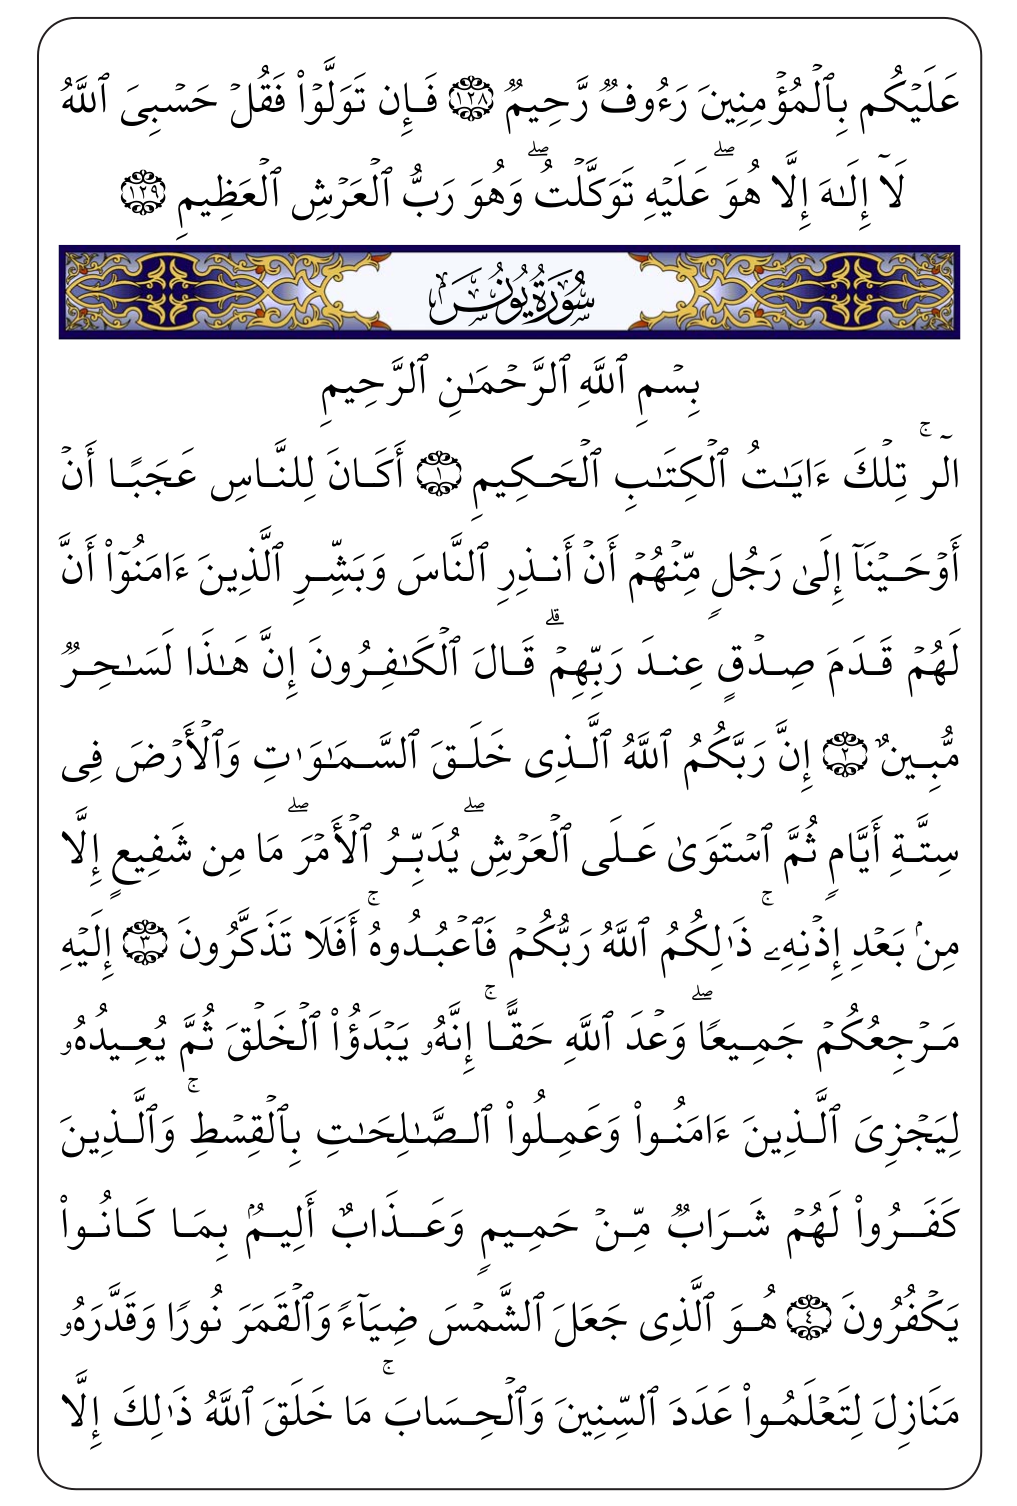 عَلَيۡكُم بِٱلۡمُؤۡمِنِينَ رَءُوفٞ رَّحِيمٞ ١٢٨ فَإِن تَوَلَّوۡاْ فَقُلۡ حَسۡبِيَ ٱللَّهُ
لَآ إِلَٰهَ إِلَّا هُوَۖ عَلَيۡهِ تَوَكَّلۡتُۖ وَهُوَ رَبُّ ٱلۡعَرۡشِ ٱلۡعَظِيمِ ١٢٩
سُورَةُ يُونُسَ
بِسۡمِ ٱللَّهِ ٱلرَّحۡمَٰنِ ٱلرَّحِيمِ
الٓرۚ تِلۡكَ ءَايَٰتُ ٱلۡكِتَٰبِ ٱلۡحَكِيمِ ١ أَكَانَ لِلنَّاسِ عَجَبًا أَنۡ
أَوۡحَيۡنَآ إِلَىٰ رَجُلٖ مِّنۡهُمۡ أَنۡ أَنذِرِ ٱلنَّاسَ وَبَشِّرِ ٱلَّذِينَ ءَامَنُوٓاْ أَنَّ
لَهُمۡ قَدَمَ صِدۡقٍ عِندَ رَبِّهِمۡۗ قَالَ ٱلۡكَٰفِرُونَ إِنَّ هَٰذَا لَسَٰحِرٞ
مُّبِينٌ ٢ إِنَّ رَبَّكُمُ ٱللَّهُ ٱلَّذِي خَلَقَ ٱلسَّمَٰوَٰتِ وَٱلۡأَرۡضَ فِي
سِتَّةِ أَيَّامٖ ثُمَّ ٱسۡتَوَىٰ عَلَى ٱلۡعَرۡشِۖ يُدَبِّرُ ٱلۡأَمۡرَۖ مَا مِن شَفِيعٍ إِلَّا
مِنۢ بَعۡدِ إِذۡنِهِۦۚ ذَٰلِكُمُ ٱللَّهُ رَبُّكُمۡ فَٱعۡبُدُوهُۚ أَفَلَا تَذَكَّرُونَ ٣ إِلَيۡهِ
مَرۡجِعُكُمۡ جَمِيعٗاۖ وَعۡدَ ٱللَّهِ حَقًّاۚ إِنَّهُۥ يَبۡدَؤُاْ ٱلۡخَلۡقَ ثُمَّ يُعِيدُهُۥ
لِيَجۡزِيَ ٱلَّذِينَ ءَامَنُواْ وَعَمِلُواْ ٱلصَّٰلِحَٰتِ بِٱلۡقِسۡطِۚ وَٱلَّذِينَ
كَفَرُواْ لَهُمۡ شَرَابٞ مِّنۡ حَمِيمٖ وَعَذَابٌ أَلِيمُۢ بِمَا كَانُواْ
يَكۡفُرُونَ ٤ هُوَ ٱلَّذِي جَعَلَ ٱلشَّمۡسَ ضِيَآءٗ وَٱلۡقَمَرَ نُورٗا وَقَدَّرَهُۥ
مَنَازِلَ لِتَعۡلَمُواْ عَدَدَ ٱلسِّنِينَ وَٱلۡحِسَابَۚ مَا خَلَقَ ٱللَّهُ ذَٰلِكَ إِلَّا